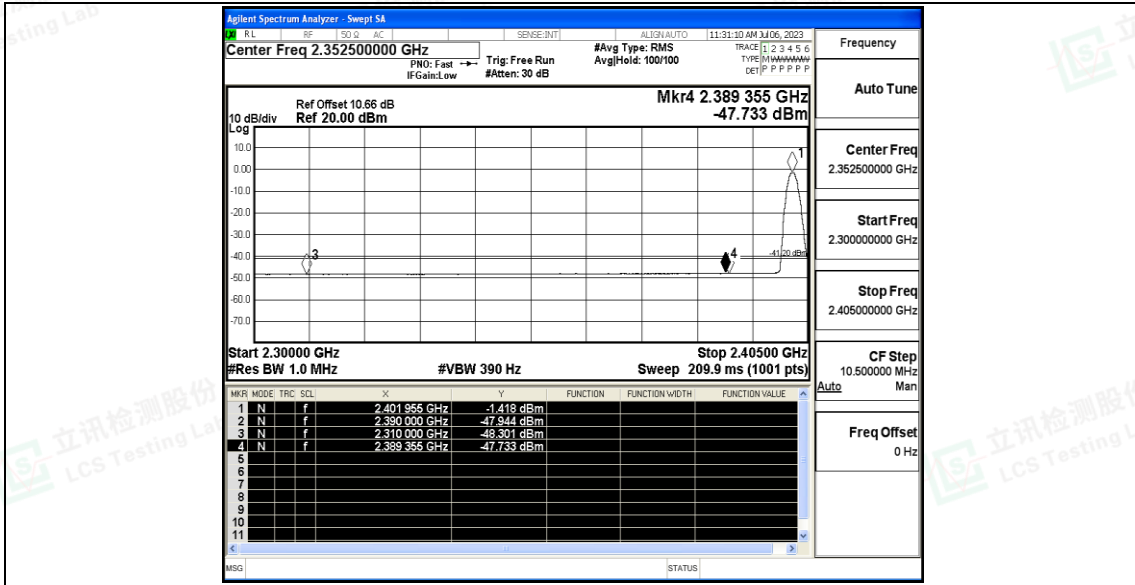 Agilent Spectrum Analyzer - Swept SA
RL RF 50 Ω AC SENSE:INT ALIGNAUTO 11:31:10 AM Jul 06, 2023
Center Freq 2.352500000 GHz #Avg Type: RMS TRACE 1 2 3 4 5 6
PNO: Fast Trig: Free Run Avg|Hold: 100/100 TYPE M WWWWW
IFGain:Low #Atten: 30 dB DET P P P P P P
Mkr4 2.389 355 GHz
-47.733 dBm
Ref Offset 10.66 dB
10 dB/div Ref 20.00 dBm
Log
10.0
0.00
-10.0
-20.0
-30.0
-40.0
-50.0
-60.0
-70.0
1
3
4
-41.20 dBm
Start 2.30000 GHz Stop 2.40500 GHz
#Res BW 1.0 MHz #VBW 390 Hz Sweep 209.9 ms (1001 pts)
MKR MODE TRC SCL X Y FUNCTION FUNCTION WIDTH FUNCTION VALUE
1 N f 2.401 955 GHz -1.418 dBm
2 N f 2.390 000 GHz -47.944 dBm
3 N f 2.310 000 GHz -48.301 dBm
4 N f 2.389 355 GHz -47.733 dBm
5
6
7
8
9
10
11
MSG STATUS
Frequency
Auto Tune
Center Freq
2.352500000 GHz
Start Freq
2.300000000 GHz
Stop Freq
2.405000000 GHz
CF Step
10.500000 MHz
Auto Man
Freq Offset
0 Hz
立讯检测股份
LCS Testing Lab
立讯检测股份
LCS Testing L
sting Lab